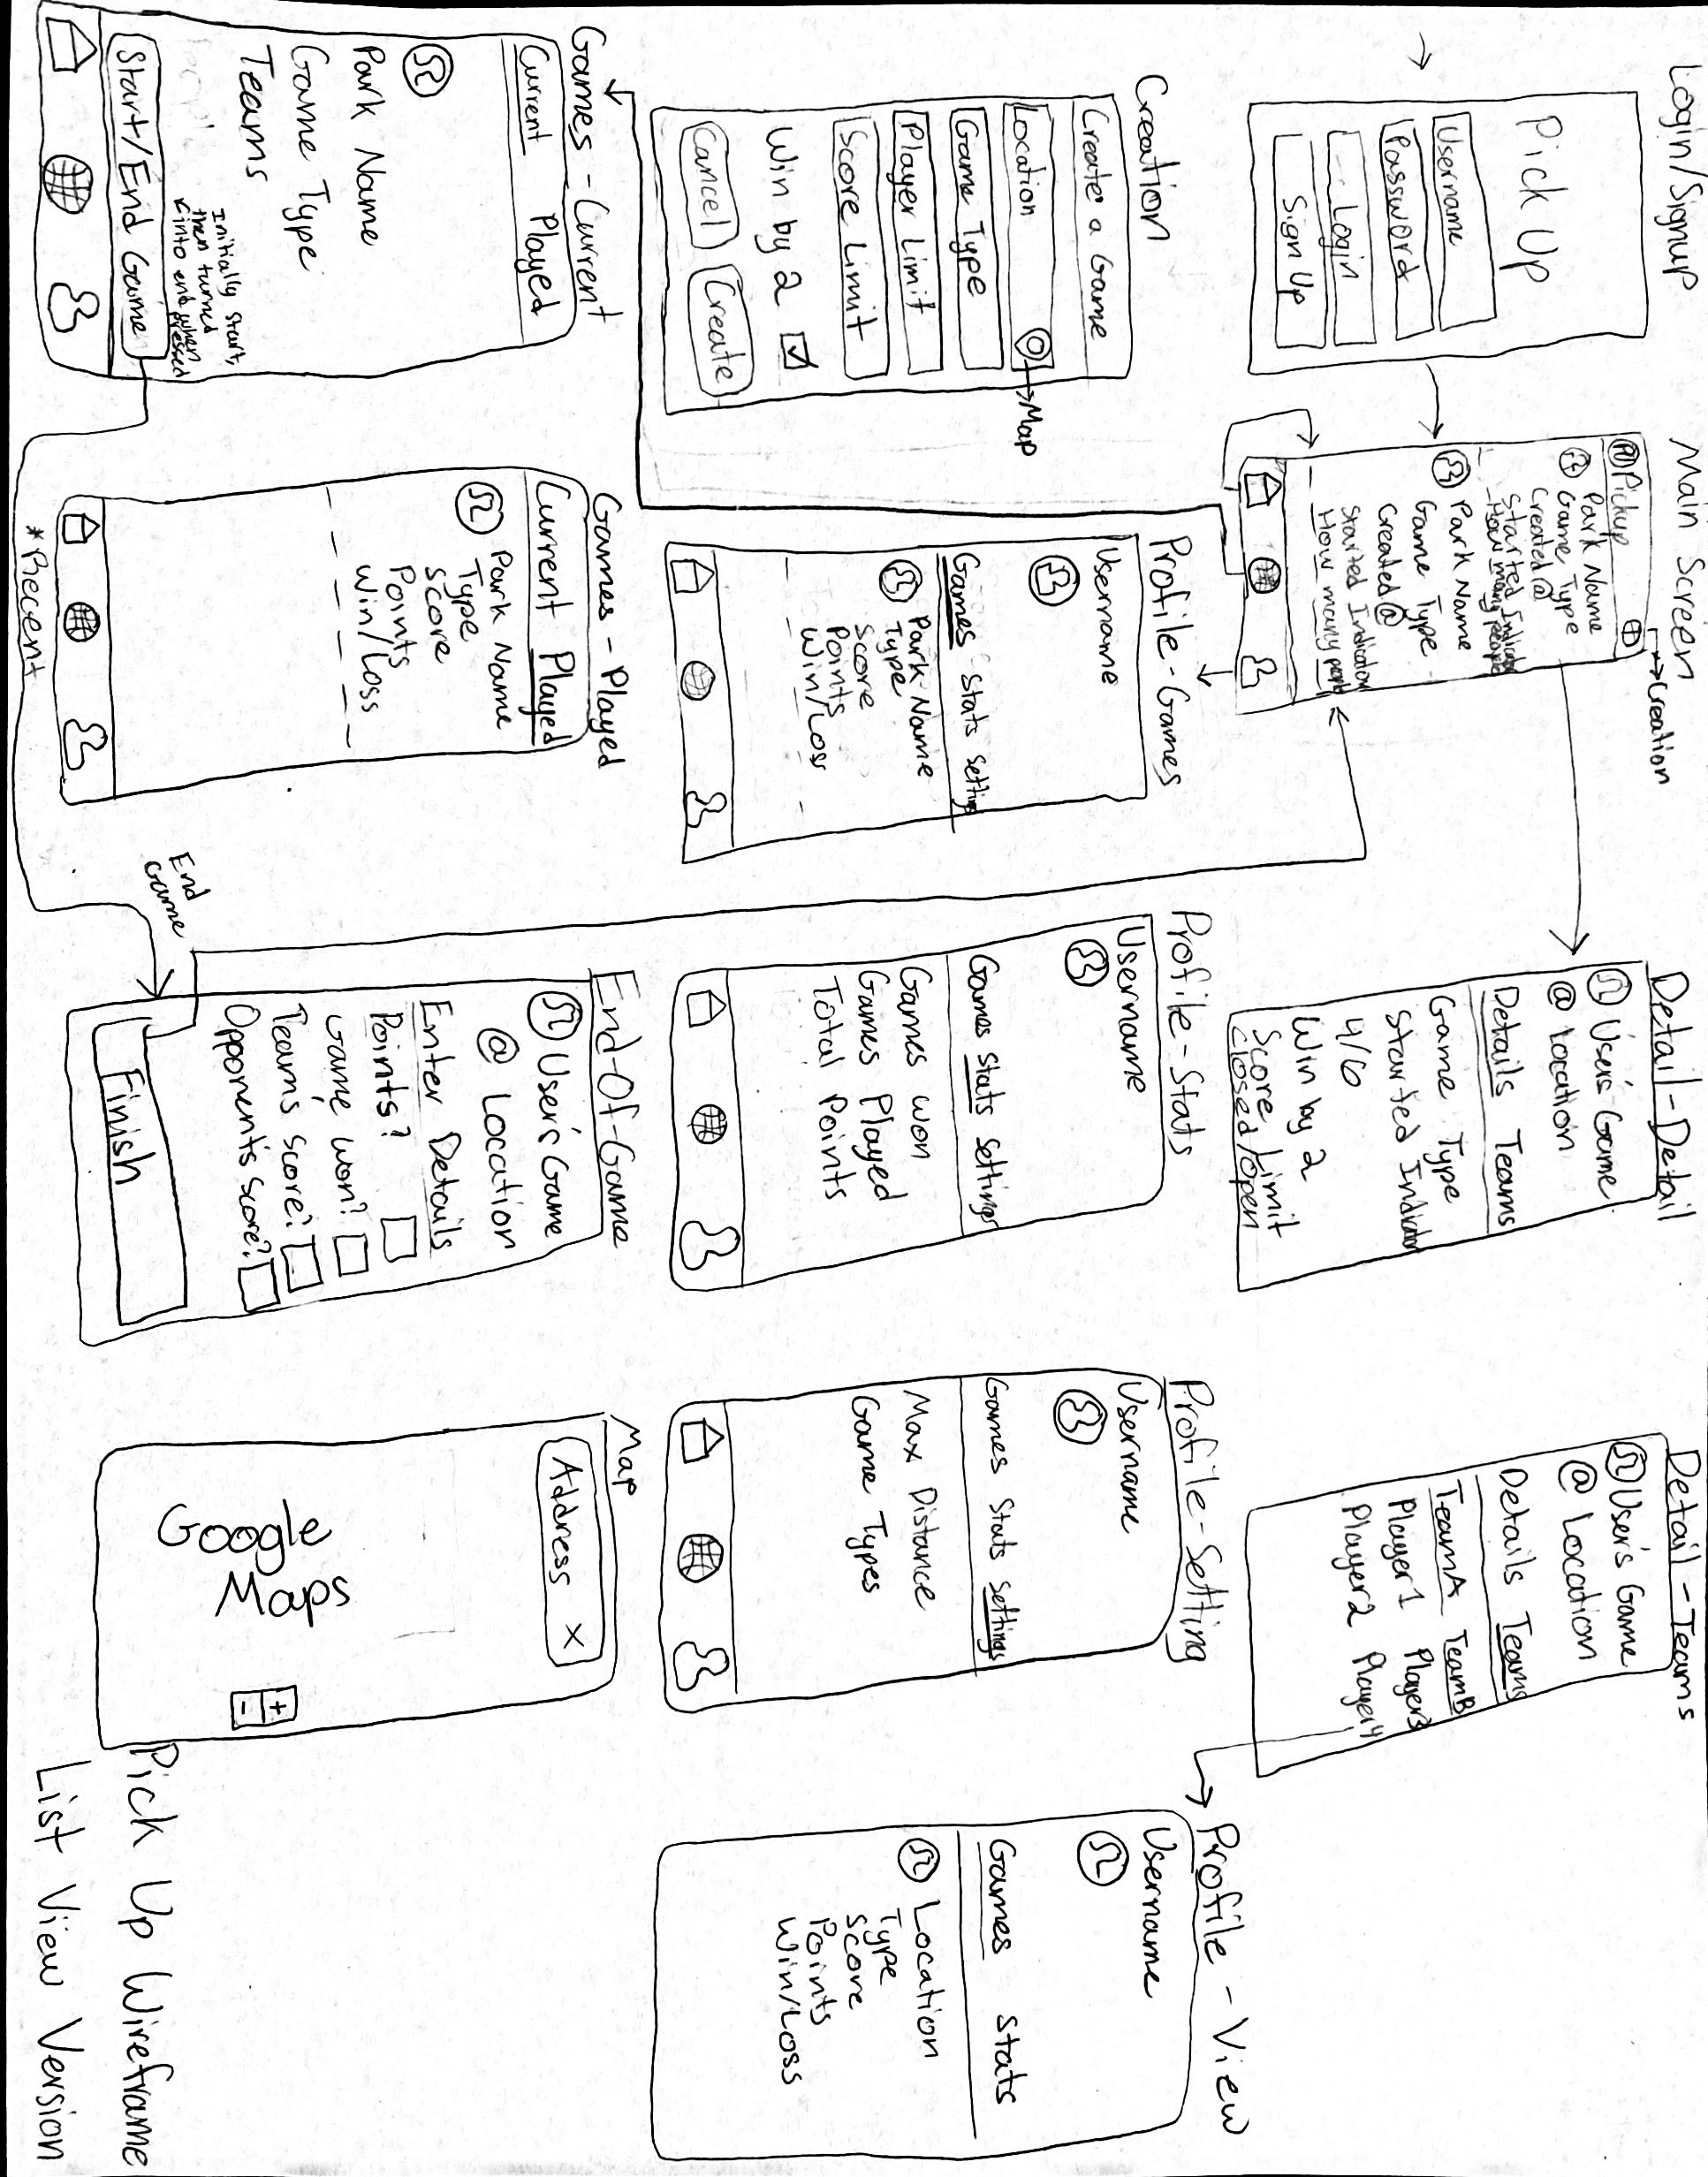 Login/Signup
Pick Up
Username
Password
Login
Sign Up
Main Screen
Pickup
→Creation
Park Name
Game Type
Created @
Started Indicator
How many people
Park Name
Game Type
Created @
Started Indicator
How many people
Detail-Detail
User's Game
@ Location
Details Teams
Game Type
Started Indicator
4/6
Win by 2
Score Limit
Closed/Open
Detail-Teams
User's Game
@ Location
Details Teams
TeamA TeamB
Player1 Player3
Player2 Player4
Creation
Create a Game
Location
→Map
Game Type
Player Limit
Score Limit
Win by 2
Cancel Create
Profile-Games
Username
Games Stats Settings
Park Name
Type
Score
Points
Win/Loss
Profile-Stats
Username
Games Stats Settings
Games Won
Games Played
Total Points
Profile-Setting
Username
Games Stats Settings
Max Distance
Game Types
Profile-View
Username
Games Stats
Location
Type
Score
Points
Win/Loss
Games-Current
Current Played
Park Name
Game Type
Teams
Initially start,
then turned
into end when
pressed
Start/End Game
Games-Played
Current Played
Park Name
Type
Score
Points
Win/Loss
*Recent
End
Game
End-Of-Game
User's Game
@ Location
Enter Details
Points?
Game won?
Teams score?
Opponents score?
Finish
Map
Address X
Google
Maps
+
-
Pick Up Wireframe
List View Version